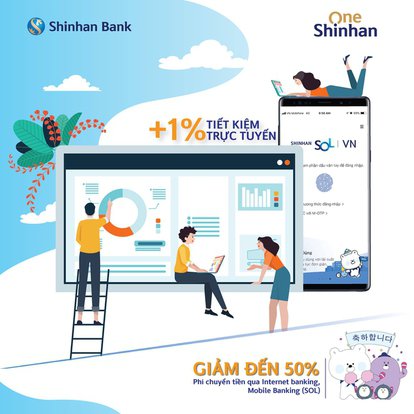 Shinhan Bank
One
Shinhan
+1% TIẾT KIỆM
TRỰC TUYẾN
SHINHAN SOL VN
GIẢM ĐẾN 50%
Phí chuyển tiền qua Internet banking,
Mobile Banking (SOL)
축하합니다